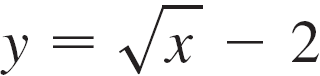 y = √x − 2